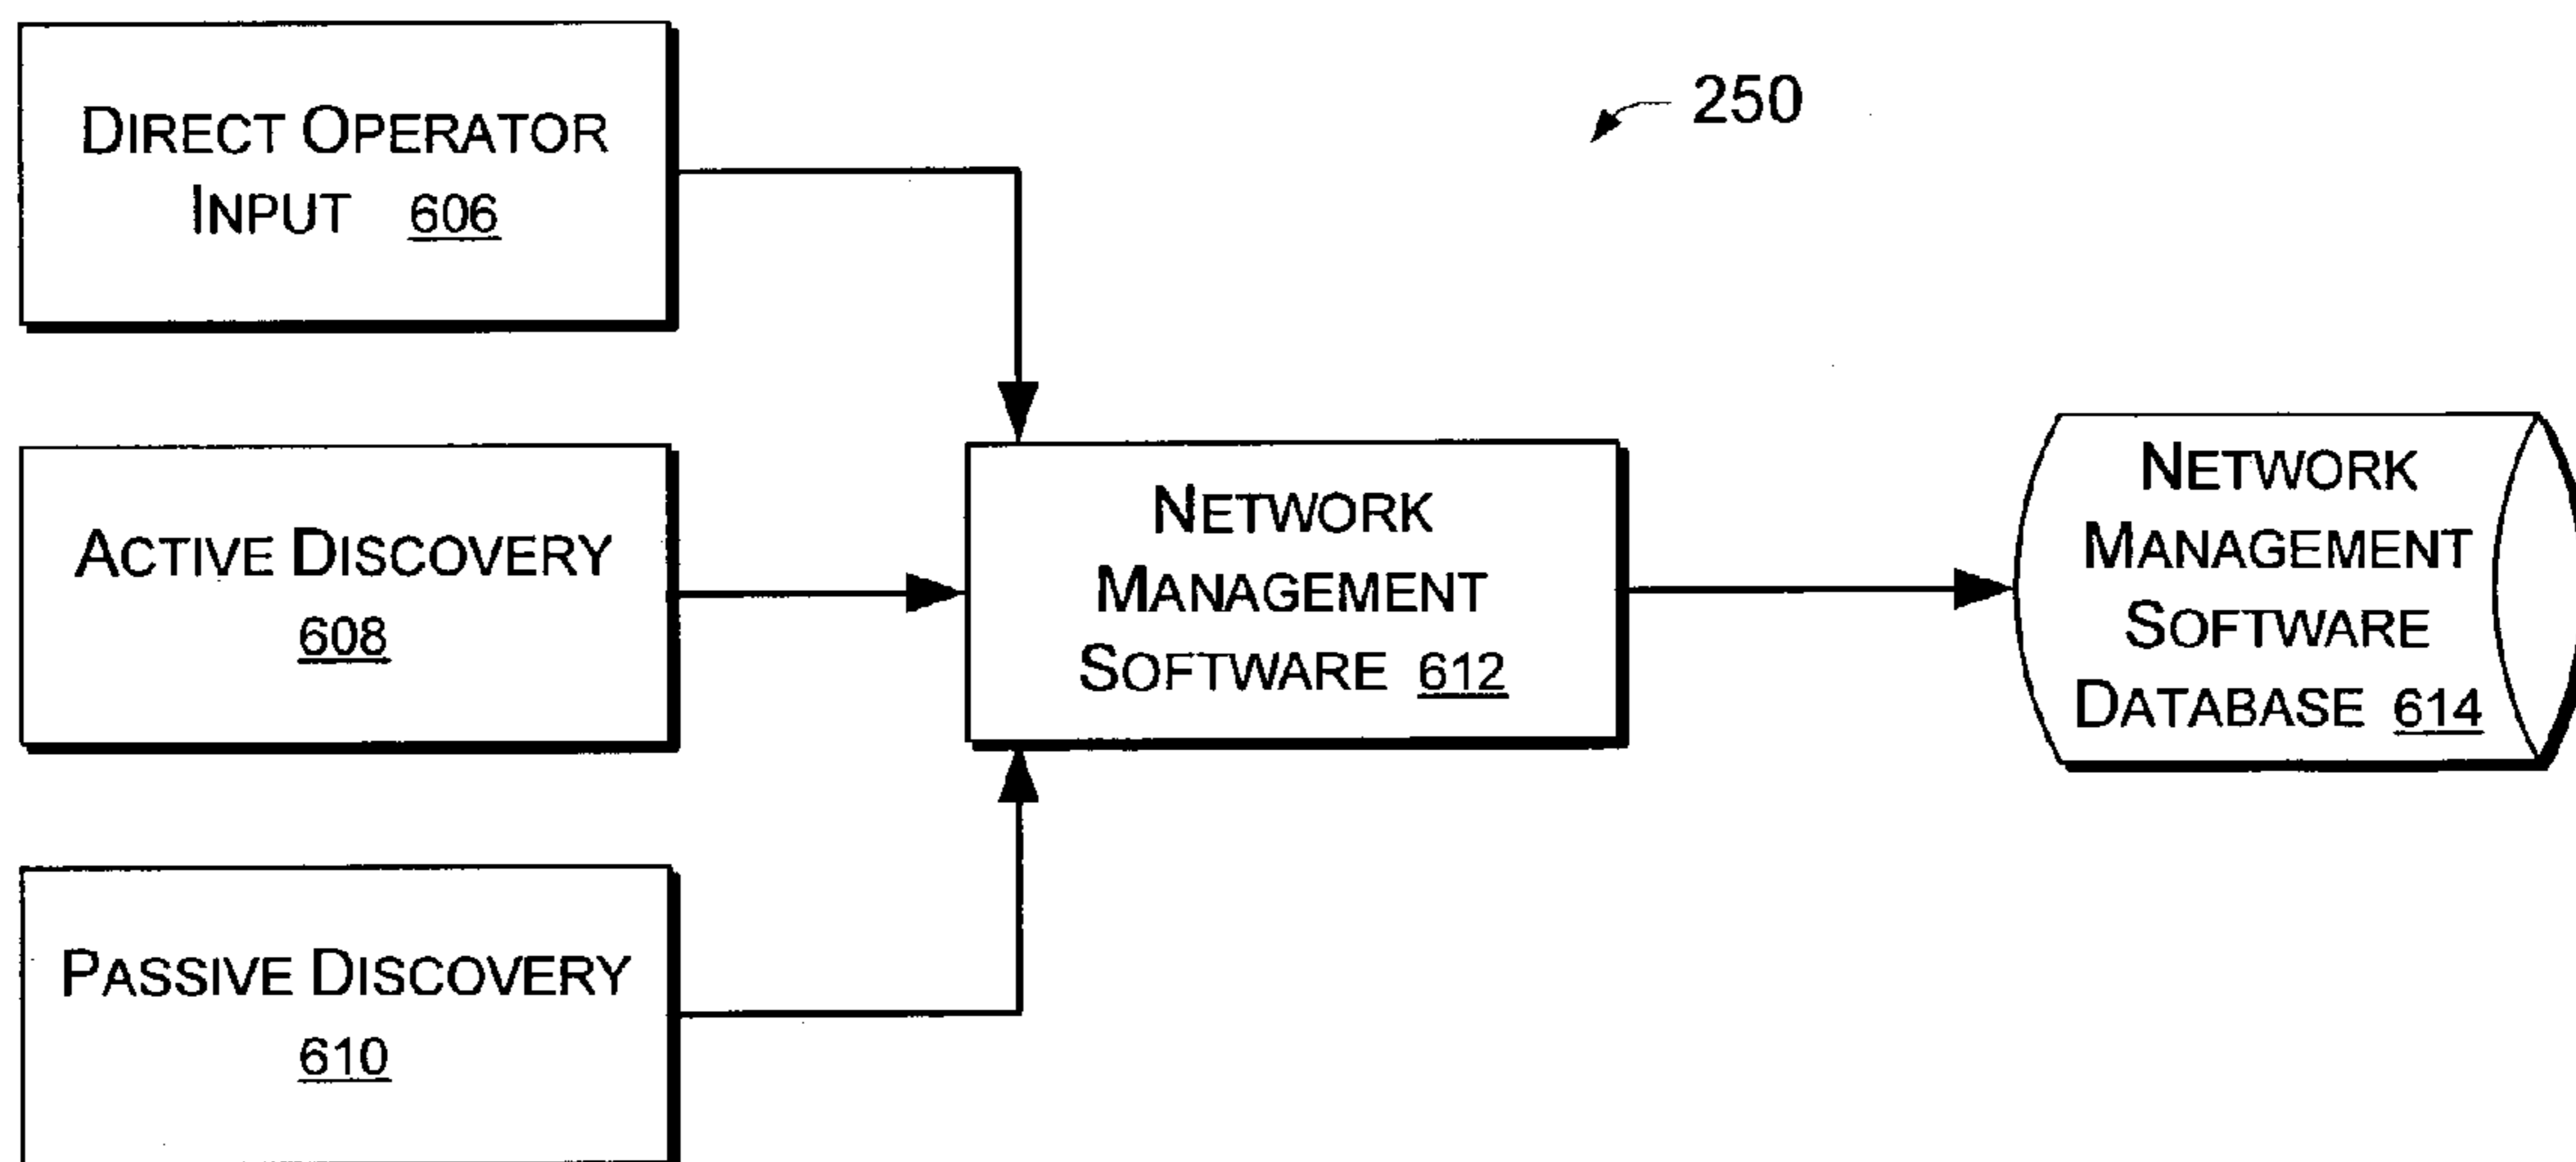 DIRECT OPERATOR
INPUT 606
250
ACTIVE DISCOVERY
608
NETWORK
MANAGEMENT
SOFTWARE 612
NETWORK
MANAGEMENT
SOFTWARE
DATABASE 614
PASSIVE DISCOVERY
610